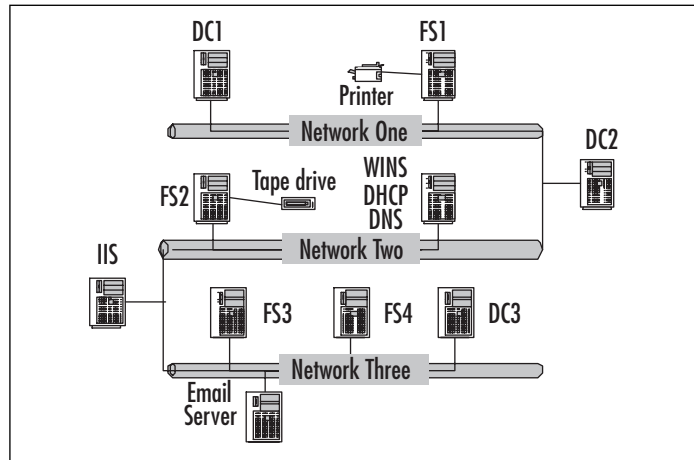 DC1
FS1
Printer
Network One
DC2
FS2
Tape drive
WINS
DHCP
DNS
Network Two
IIS
FS3
FS4
DC3
Network Three
Email
Server